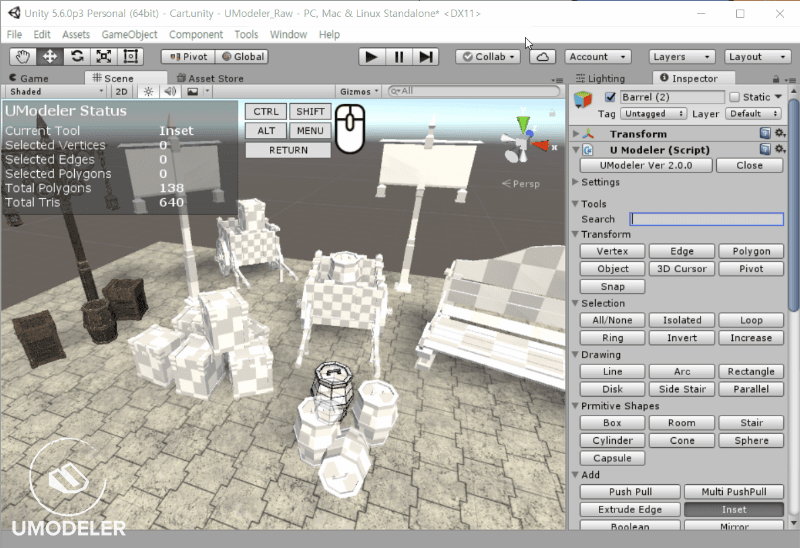 Unity 5.6.0p3 Personal (64bit) - Cart.unity - UModeler_Raw - PC, Mac & Linux Standalone* <DX11>
File Edit Assets GameObject Component Tools Window Help
Pivot Global Collab Account Layers Layout
Game Scene Asset Store Lighting Inspector
Shaded 2D Gizmos All
Barrel (2) Static
Tag Untagged Layer Default
Transform
U Modeler (Script)
UModeler Ver 2.0.0 Close
Settings
Tools
Search
Transform
Vertex Edge Polygon
Object 3D Cursor Pivot
Snap
Selection
All/None Isolated Loop
Ring Invert Increase
Drawing
Line Arc Rectangle
Disk Side Stair Parallel
Prmitive Shapes
Box Room Stair
Cylinder Cone Sphere
Capsule
Add
Push Pull Multi PushPull
Extrude Edge Inset
Boolean Mirror
UModeler Status
Current Tool Inset
Selected Vertices 0
Selected Edges 0
Selected Polygons 0
Total Polygons 138
Total Tris 640
CTRL SHIFT
ALT MENU
RETURN
y
x
Persp
UMODELER